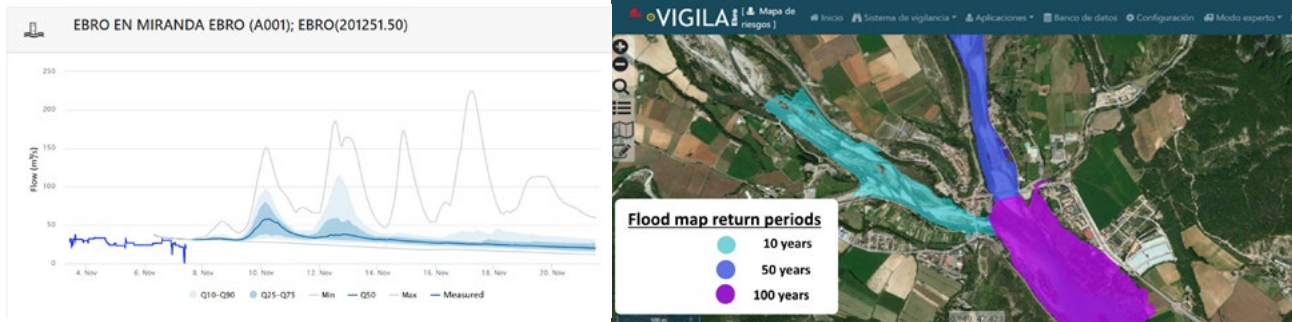 EBRO EN MIRANDA EBRO (A001); EBRO(201251.50)
250
200
150
100
50
0
Flow (m³/s)
4. Nov
6. Nov
8. Nov
10. Nov
12. Nov
14. Nov
16. Nov
18. Nov
20. Nov
Q10-Q90
Q25-Q75
Min
Q50
Max
Measured
VIGILA Ebro
[ Mapa de riesgos ]
Inicio
Sistema de vigilancia
Aplicaciones
Banco de datos
Configuración
Modo experto
Flood map return periods
10 years
50 years
100 years
500 m